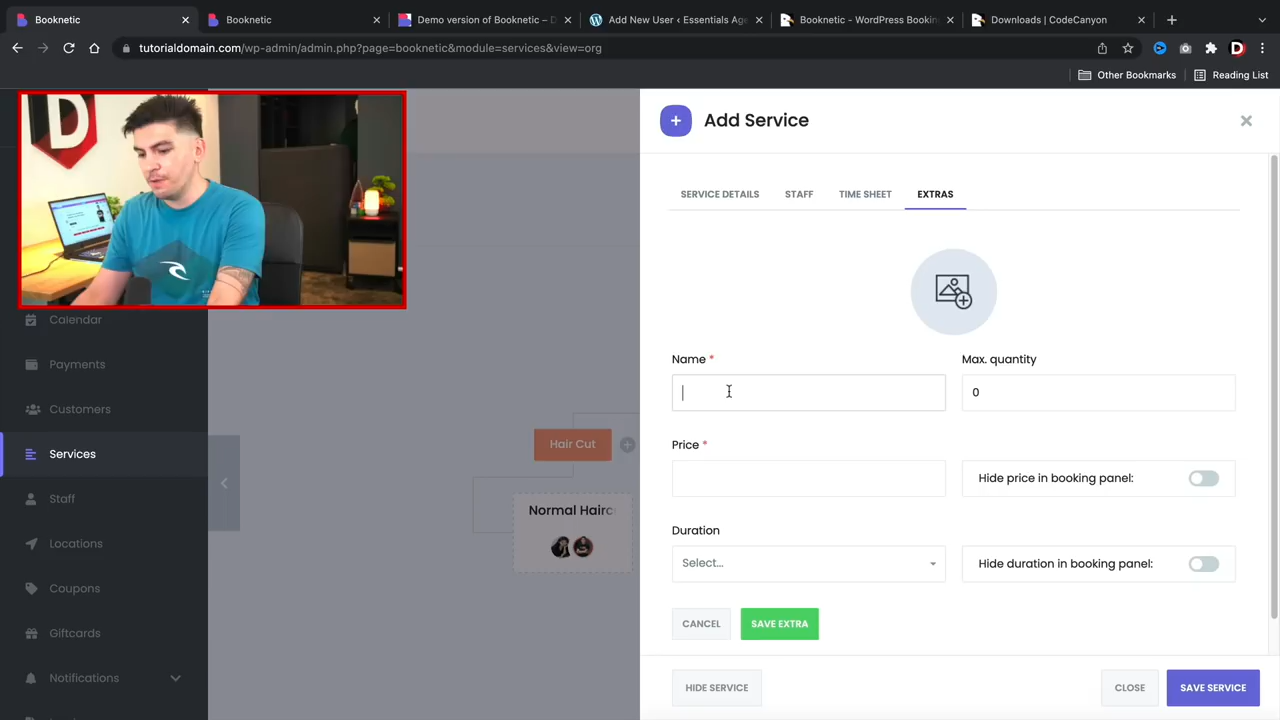 Booknetic
Booknetic
Demo version of Booknetic – D
Add New User ‹ Essentials Age
Booknetic - WordPress Bookin
Downloads | CodeCanyon
tutorialdomain.com/wp-admin/admin.php?page=booknetic&module=services&view=org
Other Bookmarks
Reading List
D
Calendar
Payments
Customers
Services
Staff
Locations
Coupons
Giftcards
Notifications
Hair Cut
Normal Hairc
Add Service
SERVICE DETAILS
STAFF
TIME SHEET
EXTRAS
Name *
Max. quantity
0
Price *
Hide price in booking panel:
Duration
Select...
Hide duration in booking panel:
CANCEL
SAVE EXTRA
HIDE SERVICE
CLOSE
SAVE SERVICE